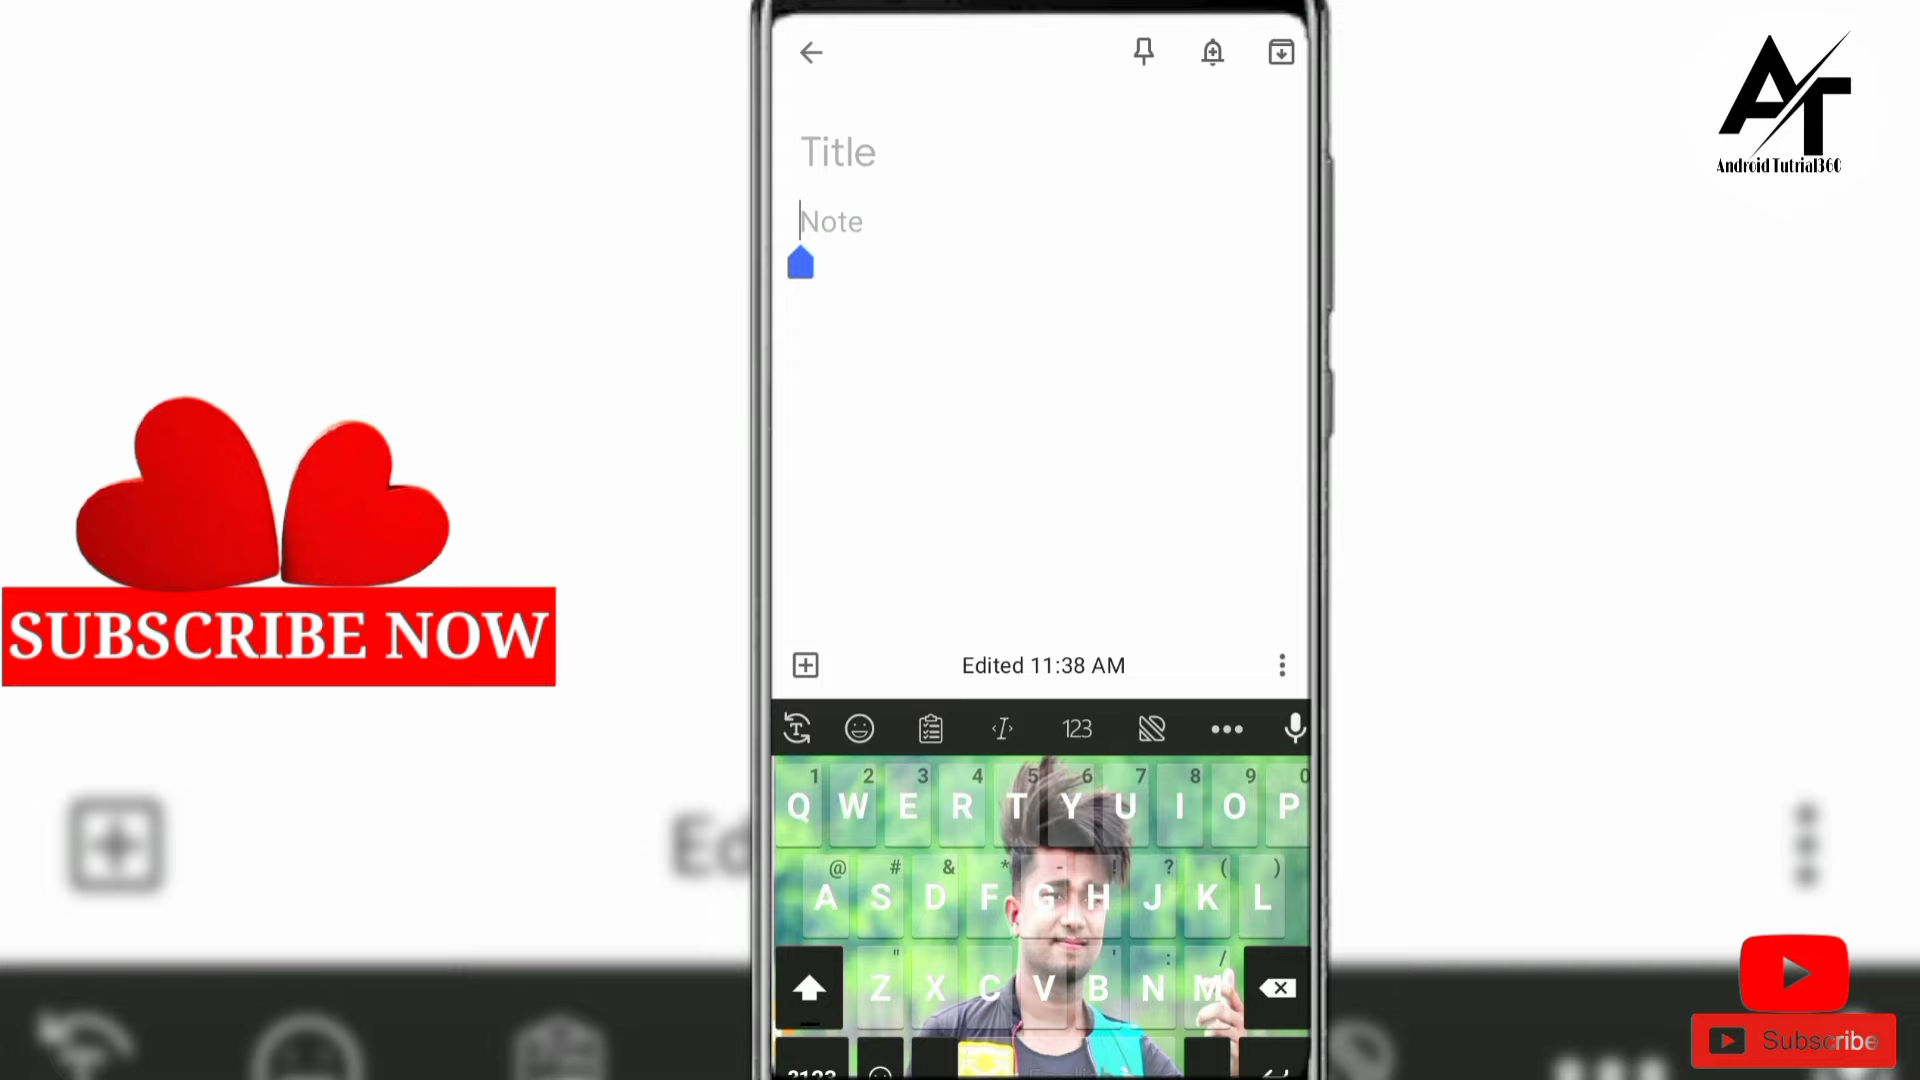 Title
Note
Android Tutrial360
SUBSCRIBE NOW
Edited 11:38 AM
123
1 2 3 4 5 6 7 8 9 0
Q W E R T Y U I O P
@ # & * - ! ? ( )
A S D F G H J K L
" ' : /
Z X C V B N M
Subscribe